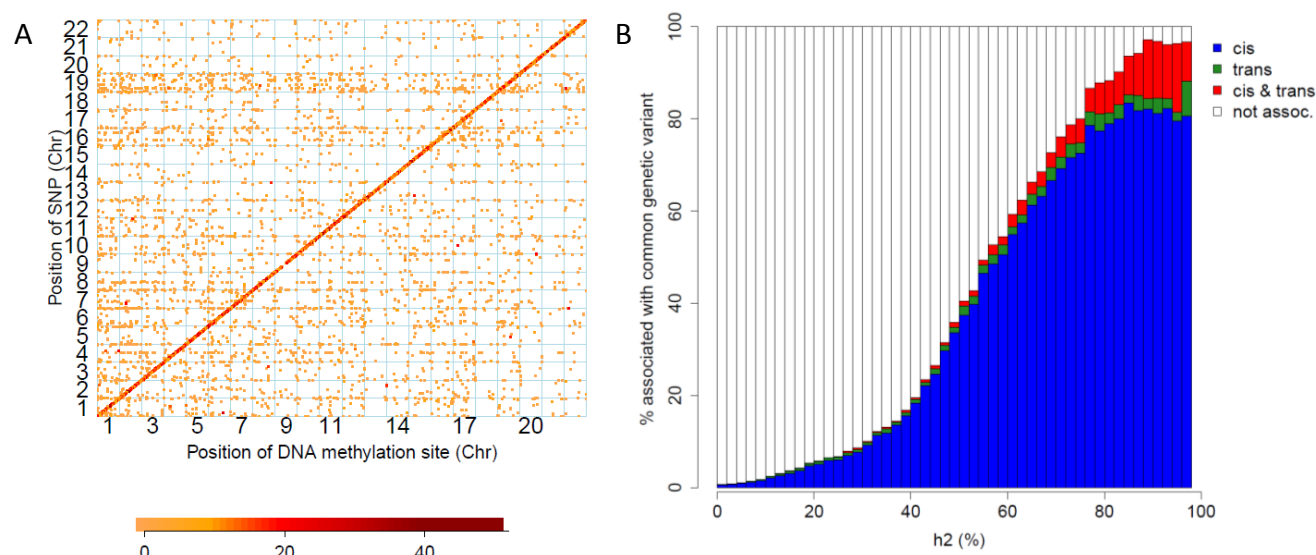 A
Position of SNP (Chr)
22
21
20
19
18
17
16
15
14
13
12
11
10
9
8
7
6
5
4
3
2
1
1 3 5 7 9 11 14 17 20
Position of DNA methylation site (Chr)
0 20 40
B
% associated with common genetic variant
100
80
60
40
20
0
0 20 40 60 80 100
h2 (%)
cis
trans
cis & trans
not assoc.